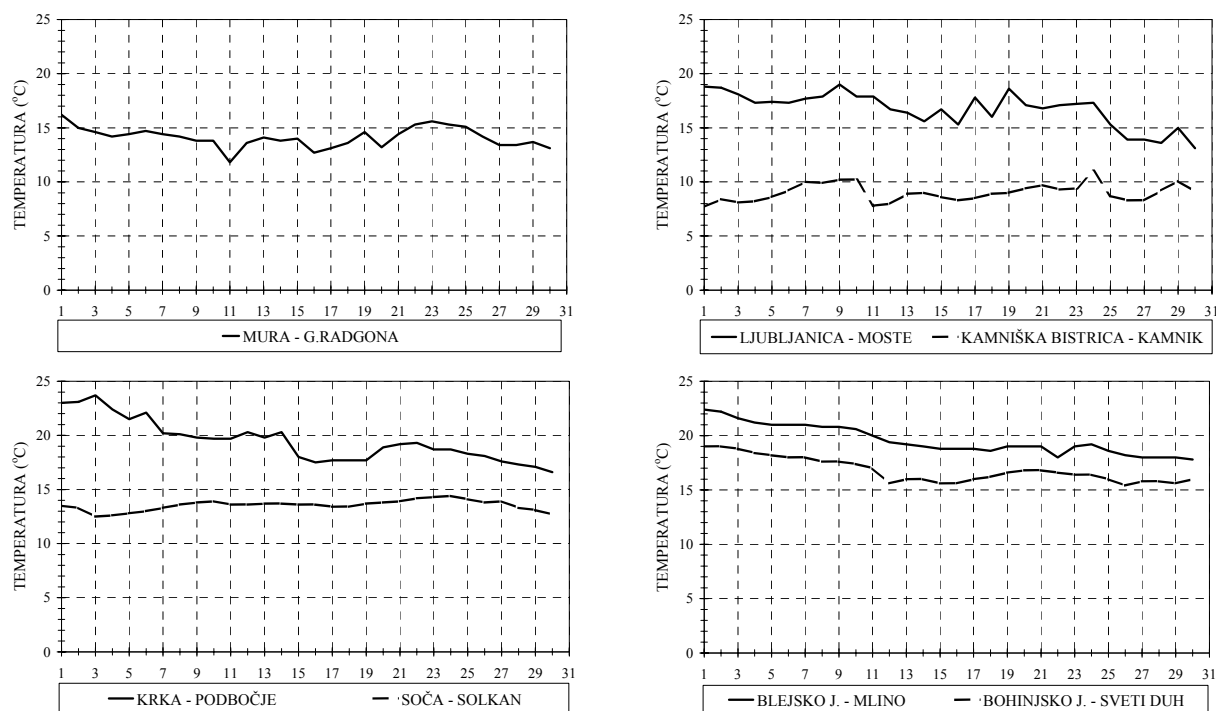 25
20
15
10
5
0
TEMPERATURA (°C)
1 3 5 7 9 11 13 15 17 19 21 23 25 27 29 31
MURA - G.RADGONA
25
20
15
10
5
0
TEMPERATURA (°C)
1 3 5 7 9 11 13 15 17 19 21 23 25 27 29 31
LJUBLJANICA - MOSTE KAMNIŠKA BISTRICA - KAMNIK
25
20
15
10
5
0
TEMPERATURA (°C)
1 3 5 7 9 11 13 15 17 19 21 23 25 27 29 31
KRKA - PODBOČJE SOČA - SOLKAN
25
20
15
10
5
0
TEMPERATURA (°C)
1 3 5 7 9 11 13 15 17 19 21 23 25 27 29 31
BLEJSKO J. - MLINO BOHINJSKO J. - SVETI DUH